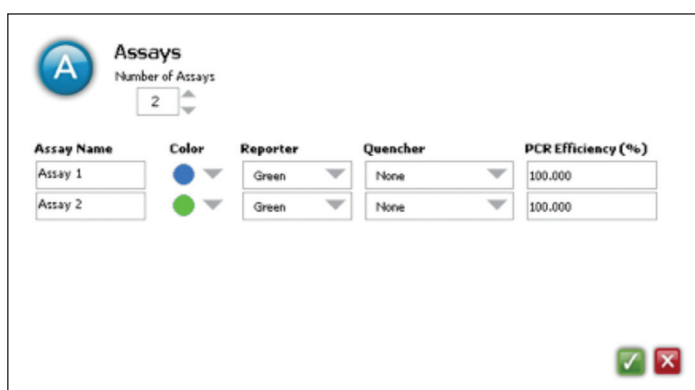 A
Assays
Number of Assays
2
Assay Name Color Reporter Quencher PCR Efficiency (%)
Assay 1 Green None 100.000
Assay 2 Green None 100.000